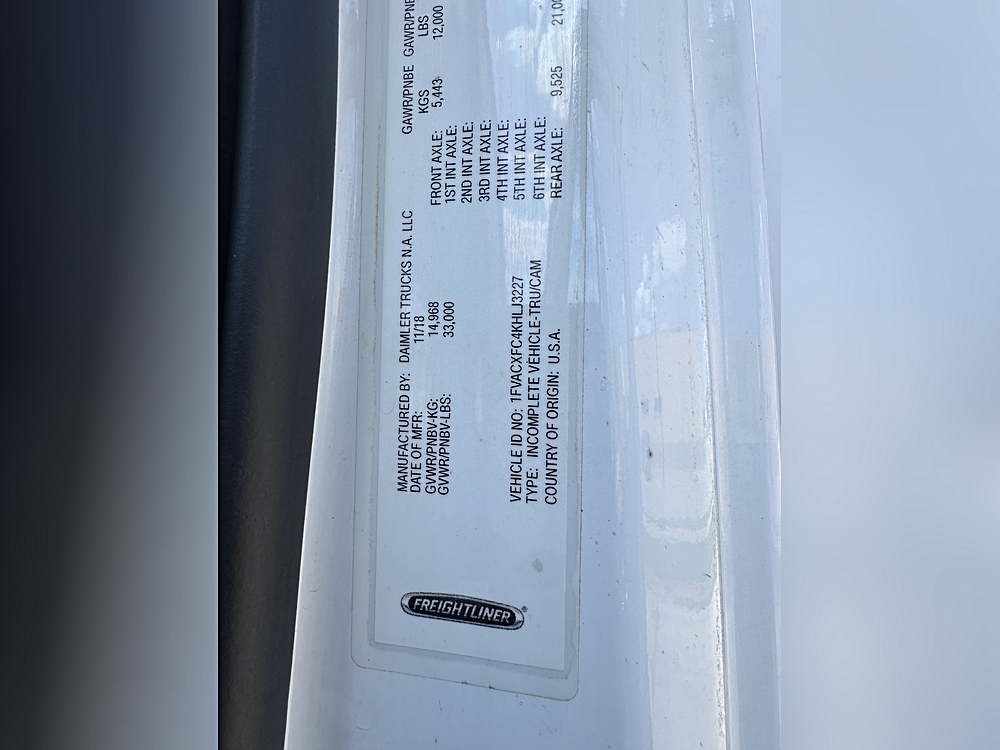 FREIGHTLINER®
MANUFACTURED BY: DAIMLER TRUCKS N.A. LLC
DATE OF MFR: 11/18
GVWR/PNBV-KG: 14,968
GVWR/PNBV-LBS: 33,000
VEHICLE ID NO: 1FVACXFC4KHLJ3227
TYPE: INCOMPLETE VEHICLE-TRU/CAM
COUNTRY OF ORIGIN: U.S.A.
GAWR/PNBE GAWR/PNBE
KGS LBS
FRONT AXLE: 5,443 12,000
1ST INT AXLE:
2ND INT AXLE:
3RD INT AXLE:
4TH INT AXLE:
5TH INT AXLE:
6TH INT AXLE:
REAR AXLE: 9,525